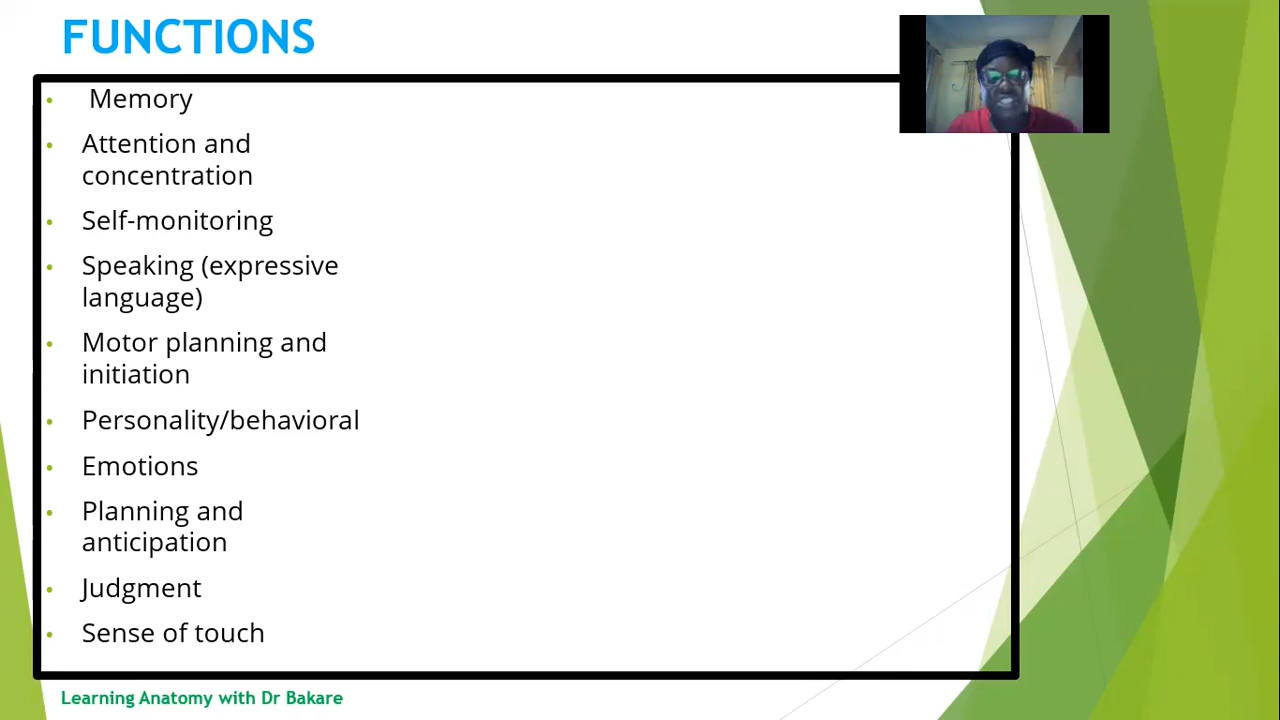 FUNCTIONS
• Memory
• Attention and
concentration
• Self-monitoring
• Speaking (expressive
language)
• Motor planning and
initiation
• Personality/behavioral
• Emotions
• Planning and
anticipation
• Judgment
• Sense of touch
Learning Anatomy with Dr Bakare